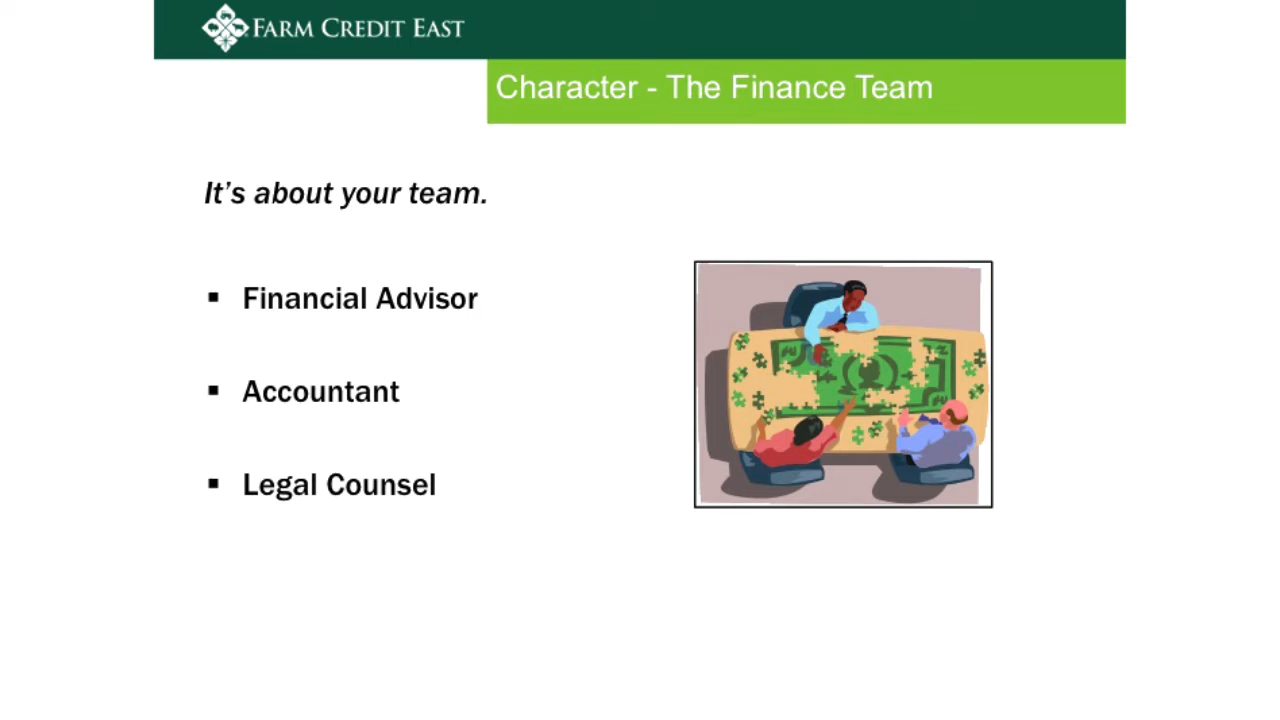 FARM CREDIT EAST
Character - The Finance Team
It's about your team.
▪ Financial Advisor
▪ Accountant
▪ Legal Counsel